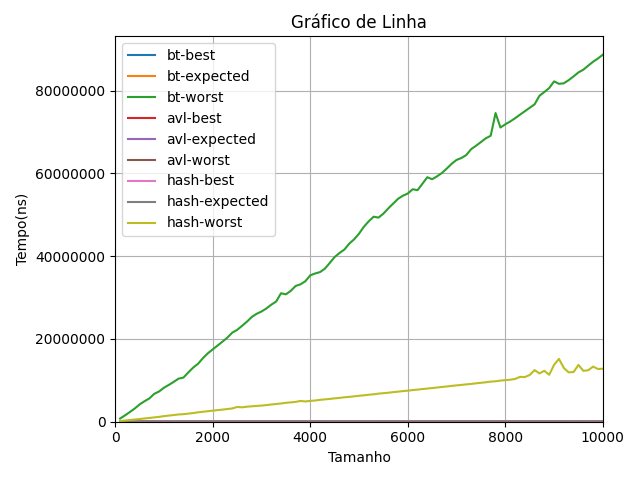 Gráfico de Linha
bt-best
bt-expected
bt-worst
avl-best
avl-expected
avl-worst
hash-best
hash-expected
hash-worst
Tempo(ns)
80000000
60000000
40000000
20000000
0
0 2000 4000 6000 8000 10000
Tamanho